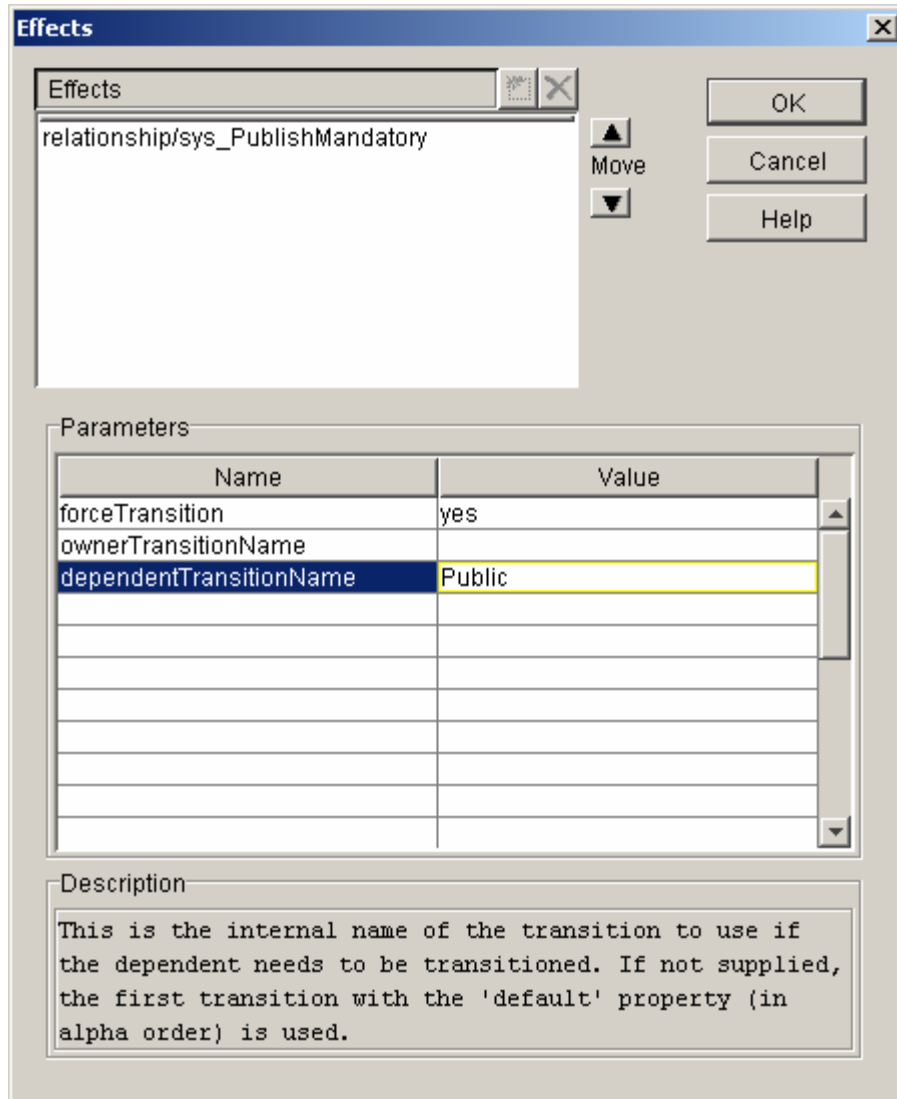 Effects
Effects
relationship/sys_PublishMandatory
Move
OK
Cancel
Help
Parameters
Name Value
forceTransition yes
ownerTransitionName
dependentTransitionName Public
Description
This is the internal name of the transition to use if
the dependent needs to be transitioned. If not supplied,
the first transition with the 'default' property (in
alpha order) is used.